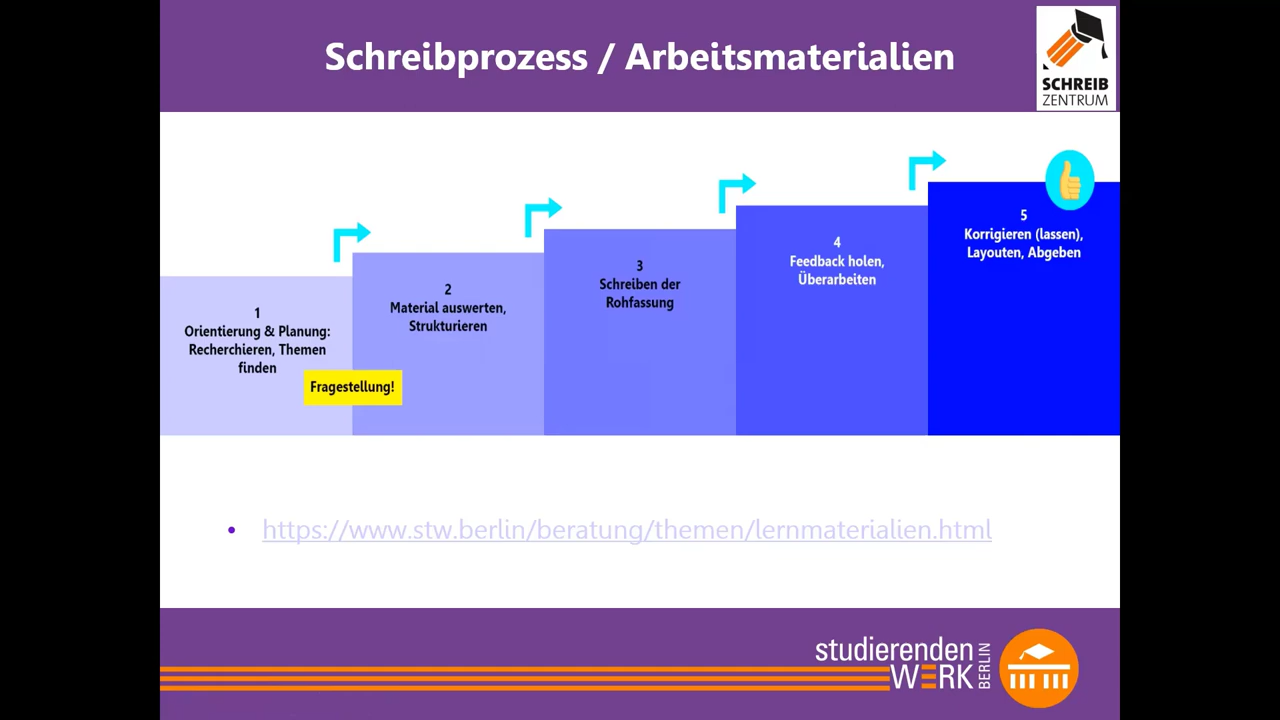 Schreibprozess / Arbeitsmaterialien
SCHREIB
ZENTRUM
1
Orientierung & Planung:
Recherchieren, Themen
finden
Fragestellung!
2
Material auswerten,
Strukturieren
3
Schreiben der
Rohfassung
4
Feedback holen,
Überarbeiten
5
Korrigieren (lassen),
Layouten, Abgeben
• https://www.stw.berlin/beratung/themen/lernmaterialien.html
studierenden
WERK
BERLIN